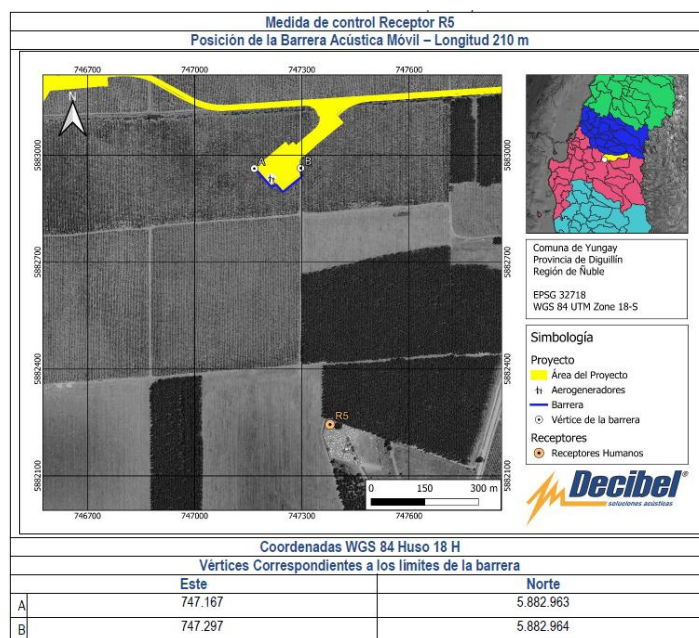 Medida de control Receptor R5
Posición de la Barrera Acústica Móvil – Longitud 210 m
746700
747000
747300
747600
N
5883000
5882700
5882400
5882100
A
B
R5
0
150
300 m
746700
747000
747300
747600
5883000
5882700
5882400
5882100
Comuna de Yungay
Provincia de Diguillín
Región de Ñuble
EPSG 32718
WGS 84 UTM Zone 18-S
Simbología
Proyecto
Área del Proyecto
Aerogeneradores
Barrera
Vértice de la barrera
Receptores
Receptores Humanos
Decibel®
soluciones acústicas
Coordenadas WGS 84 Huso 18 H
Vértices Correspondientes a los límites de la barrera
Este Norte
A 747.167 5.882.963
B 747.297 5.882.964